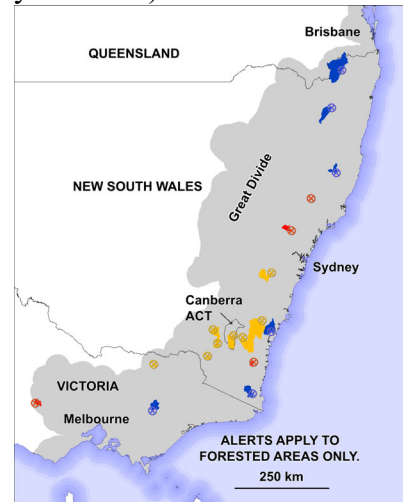 Brisbane
QUEENSLAND
NEW SOUTH WALES
Great Divide
Sydney
Canberra
ACT
VICTORIA
Melbourne
ALERTS APPLY TO
FORESTED AREAS ONLY.
250 km